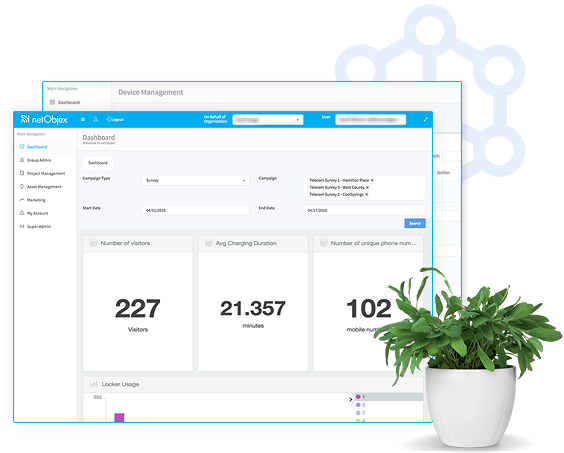 Main Navigation
Dashboard
Device Management
netObjex
Logout
On Behalf of
Organization:
User:
Main Navigation
Dashboard
Group Admin
Project Management
Asset Management
Marketing
My Account
Super Admin
Dashboard
Welcome to netObjex
Dashboard
Campaign Type
Survey
Campaign
Telecom Survey 1 - Hamilton Place ×
Telecom Survey 3 - West County ×
Telecom Survey 2 - CoolSprings ×
Start Date
04/01/2016
End Date
04/27/2016
Search
Action
Number of visitors
227
Visitors
Avg Charging Duration
21.357
minutes
Number of unique phone num...
102
mobile num
Locker Usage
350
1
3
2